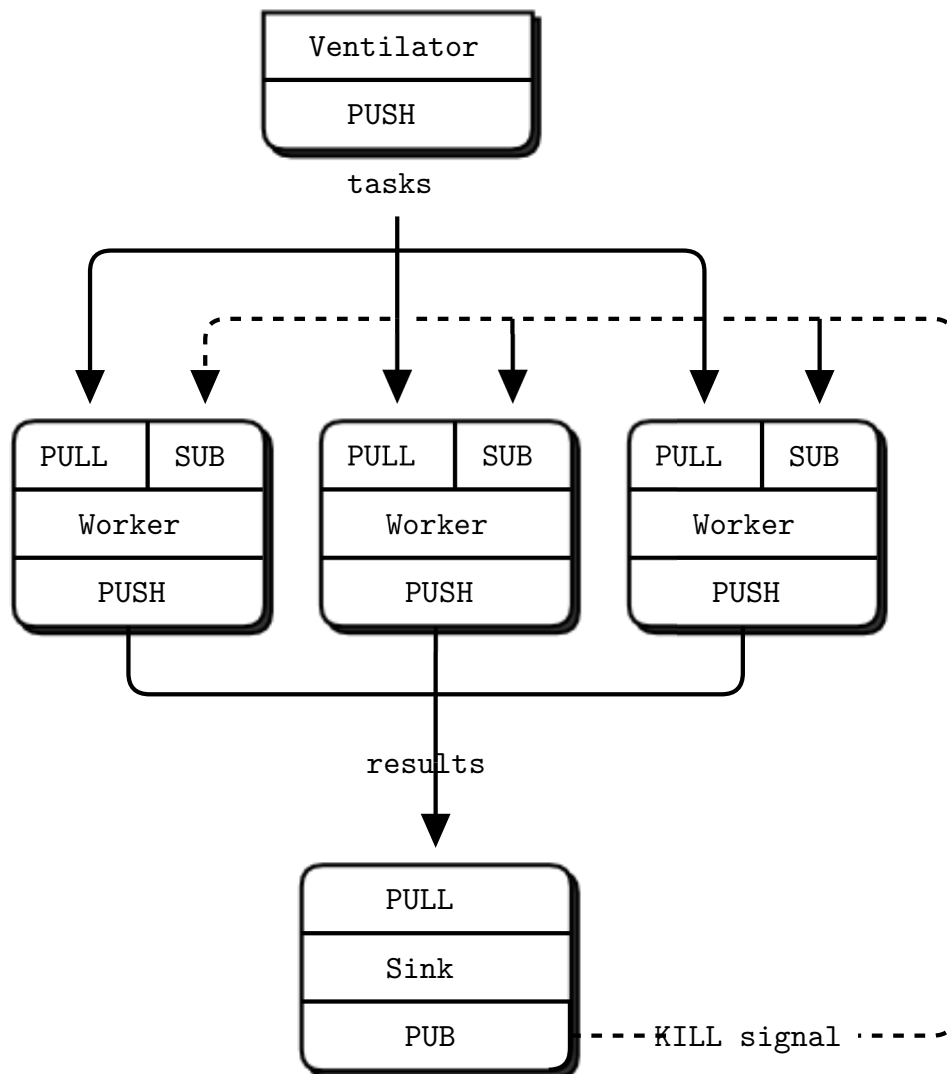 Ventilator
PUSH
tasks
PULL SUB PULL SUB PULL SUB
Worker Worker Worker
PUSH PUSH PUSH
results
PULL
Sink
PUB KILL signal